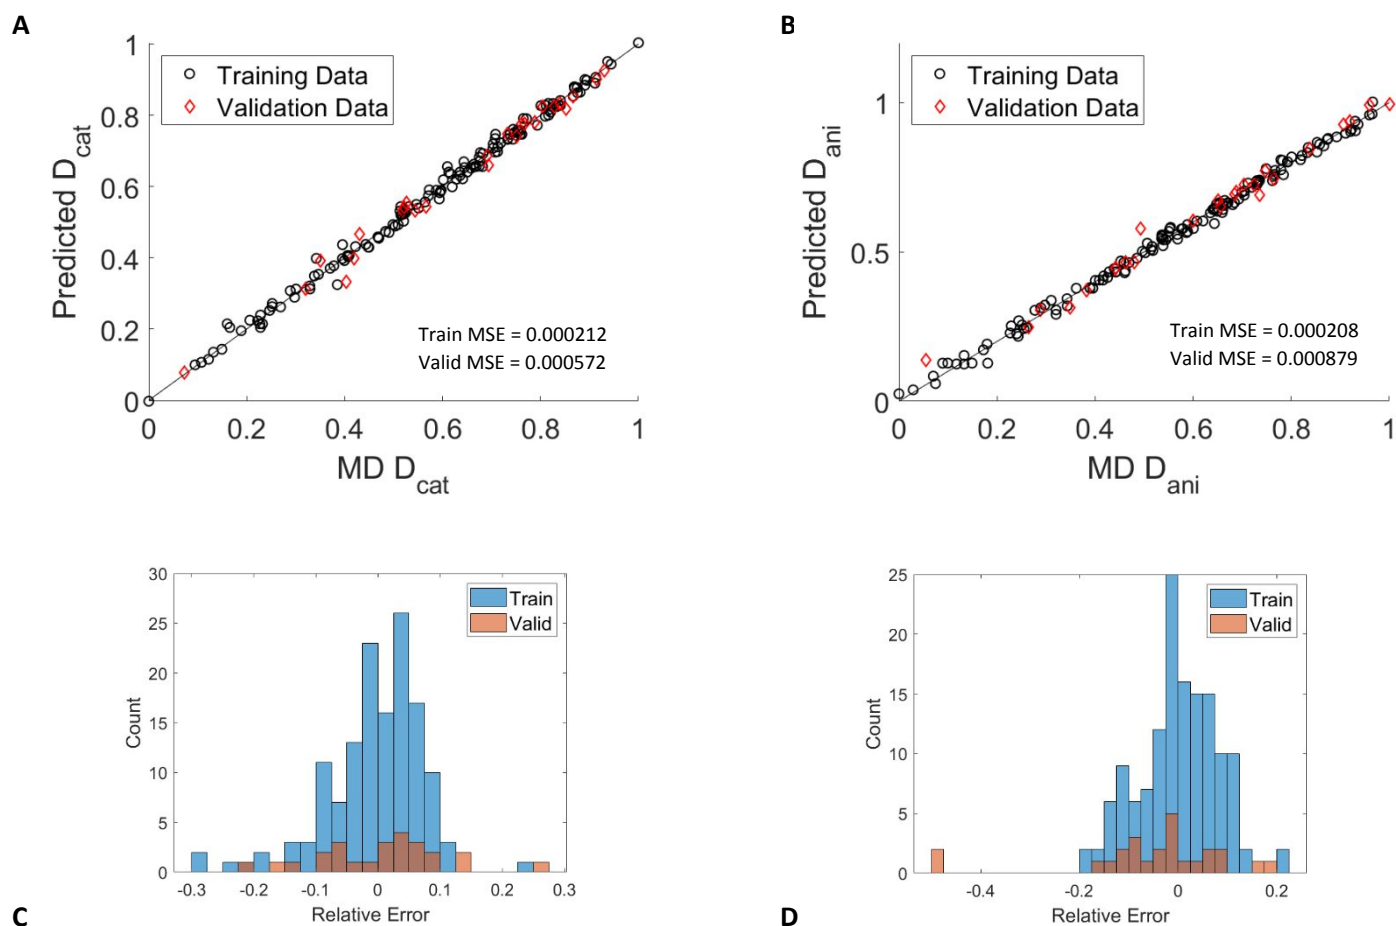 A
B
1
0.8
0.6
0.4
0.2
0
Predicted D_cat
Training Data
Validation Data
Train MSE = 0.000212
Valid MSE = 0.000572
0 0.2 0.4 0.6 0.8 1
MD D_cat
1
0.5
0
Predicted D_ani
Training Data
Validation Data
Train MSE = 0.000208
Valid MSE = 0.000879
0 0.2 0.4 0.6 0.8 1
MD D_ani
30
25
20
15
10
5
0
Count
Train
Valid
-0.3 -0.2 -0.1 0 0.1 0.2 0.3
Relative Error
C
25
20
15
10
5
0
Count
Train
Valid
-0.4 -0.2 0 0.2
Relative Error
D